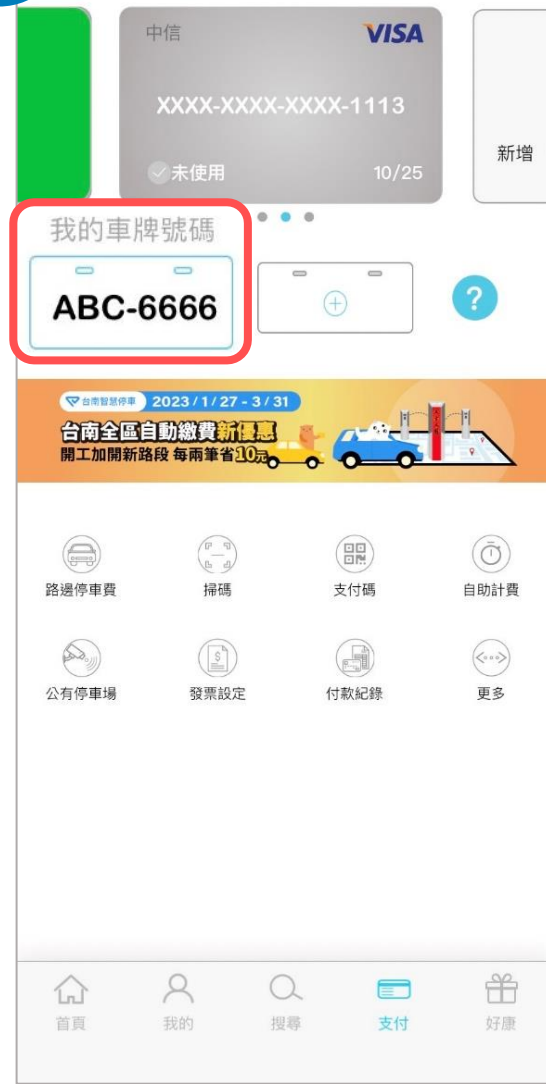 中信 VISA
XXXX-XXXX-XXXX-1113
未使用 10/25
新增
我的車牌號碼
ABC-6666
?
台南智慧停車 2023/1/27 - 3/31
台南全區自動繳費新優惠
開工加開新路段 每兩筆省10元
路邊停車費 掃碼 支付碼 自助計費
公有停車場 發票設定 付款紀錄 更多
首頁 我的 搜尋 支付 好康